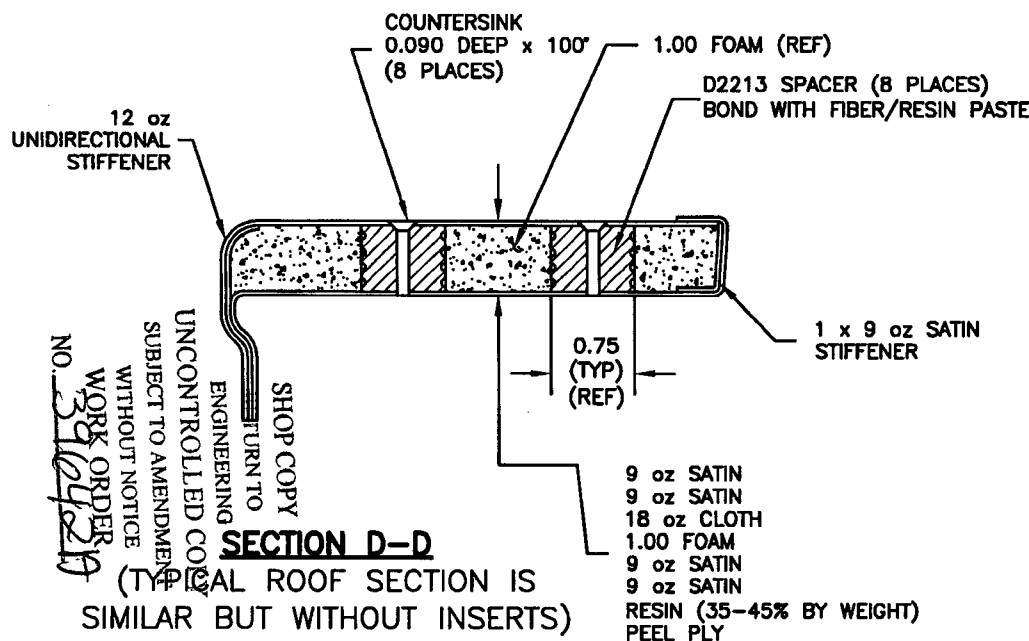 COUNTERSINK
0.090 DEEP x 100°
(8 PLACES)
1.00 FOAM (REF)
D2213 SPACER (8 PLACES)
BOND WITH FIBER/RESIN PASTE
12 oz
UNIDIRECTIONAL
STIFFENER
1 x 9 oz SATIN
STIFFENER
0.75
(TYP)
(REF)
9 oz SATIN
9 oz SATIN
18 oz CLOTH
1.00 FOAM
9 oz SATIN
9 oz SATIN
RESIN (35-45% BY WEIGHT)
PEEL PLY
SHOP COPY
TURN TO
ENGINEERING
UNCONTROLLED COPY
SUBJECT TO AMENDMENT
WITHOUT NOTICE
WORK ORDER
NO.
SECTION D-D
(TYPICAL ROOF SECTION IS
SIMILAR BUT WITHOUT INSERTS)